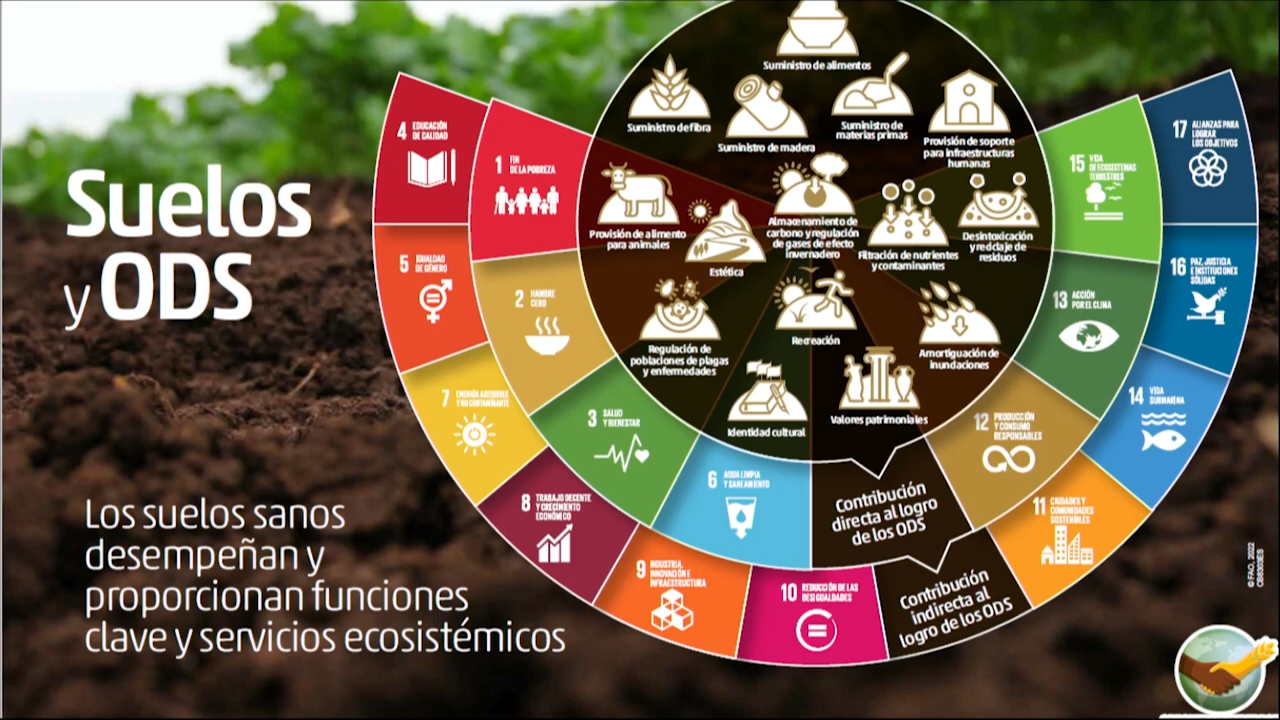 Suelos
y ODS
Los suelos sanos
desempeñan y
proporcionan funciones
clave y servicios ecosistémicos
Suministro de alimentos
Suministro de fibra
Suministro de madera
Suministro de
materias primas
Provisión de soporte
para infraestructuras
humanas
Provisión de alimento
para animales
Estética
Almacenamiento de
carbono y regulación
de gases de efecto
invernadero
Filtración de nutrientes
y contaminantes
Desintoxicación
y reciclaje de
residuos
Regulación de
poblaciones de plagas
y enfermedades
Recreación
Amortiguación de
inundaciones
Identidad cultural
Valores patrimoniales
1 FIN
DE LA POBREZA
2 HAMBRE
CERO
3 SALUD
Y BIENESTAR
6 AGUA LIMPIA
Y SANEAMIENTO
Contribución
directa al logro
de los ODS
12 PRODUCCIÓN
Y CONSUMO
RESPONSABLES
13 ACCIÓN
POR EL CLIMA
15 VIDA
DE ECOSISTEMAS
TERRESTRES
4 EDUCACIÓN
DE CALIDAD
5 IGUALDAD
DE GÉNERO
7 ENERGÍA ASEQUIBLE
Y NO CONTAMINANTE
8 TRABAJO DECENTE
Y CRECIMIENTO
ECONÓMICO
9 INDUSTRIA,
INNOVACIÓN E
INFRAESTRUCTURA
10 REDUCCIÓN DE LAS
DESIGUALDADES
Contribución
indirecta al
logro de los ODS
11 CIUDADES Y
COMUNIDADES
SOSTENIBLES
14 VIDA
SUBMARINA
16 PAZ, JUSTICIA
E INSTITUCIONES
SÓLIDAS
17 ALIANZAS PARA
LOGRAR
LOS OBJETIVOS
© FAO, 2022